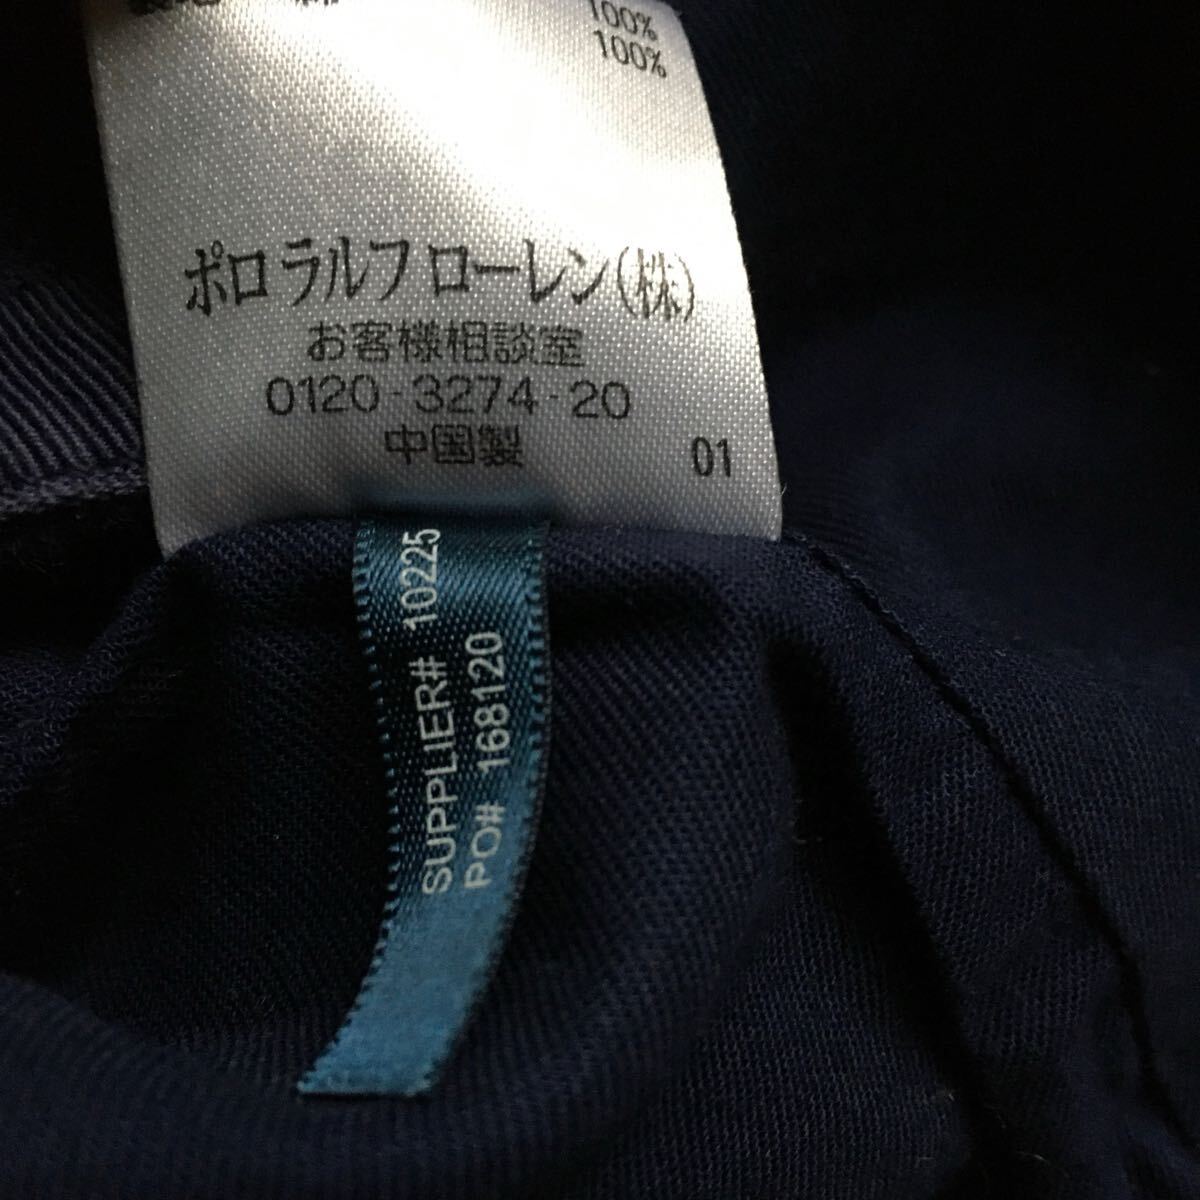 100%
100%
ポロ ラルフ ローレン(株)
お客様相談室
0120-3274-20
中国製
01
SUPPLIER# 10225
PO# 168120